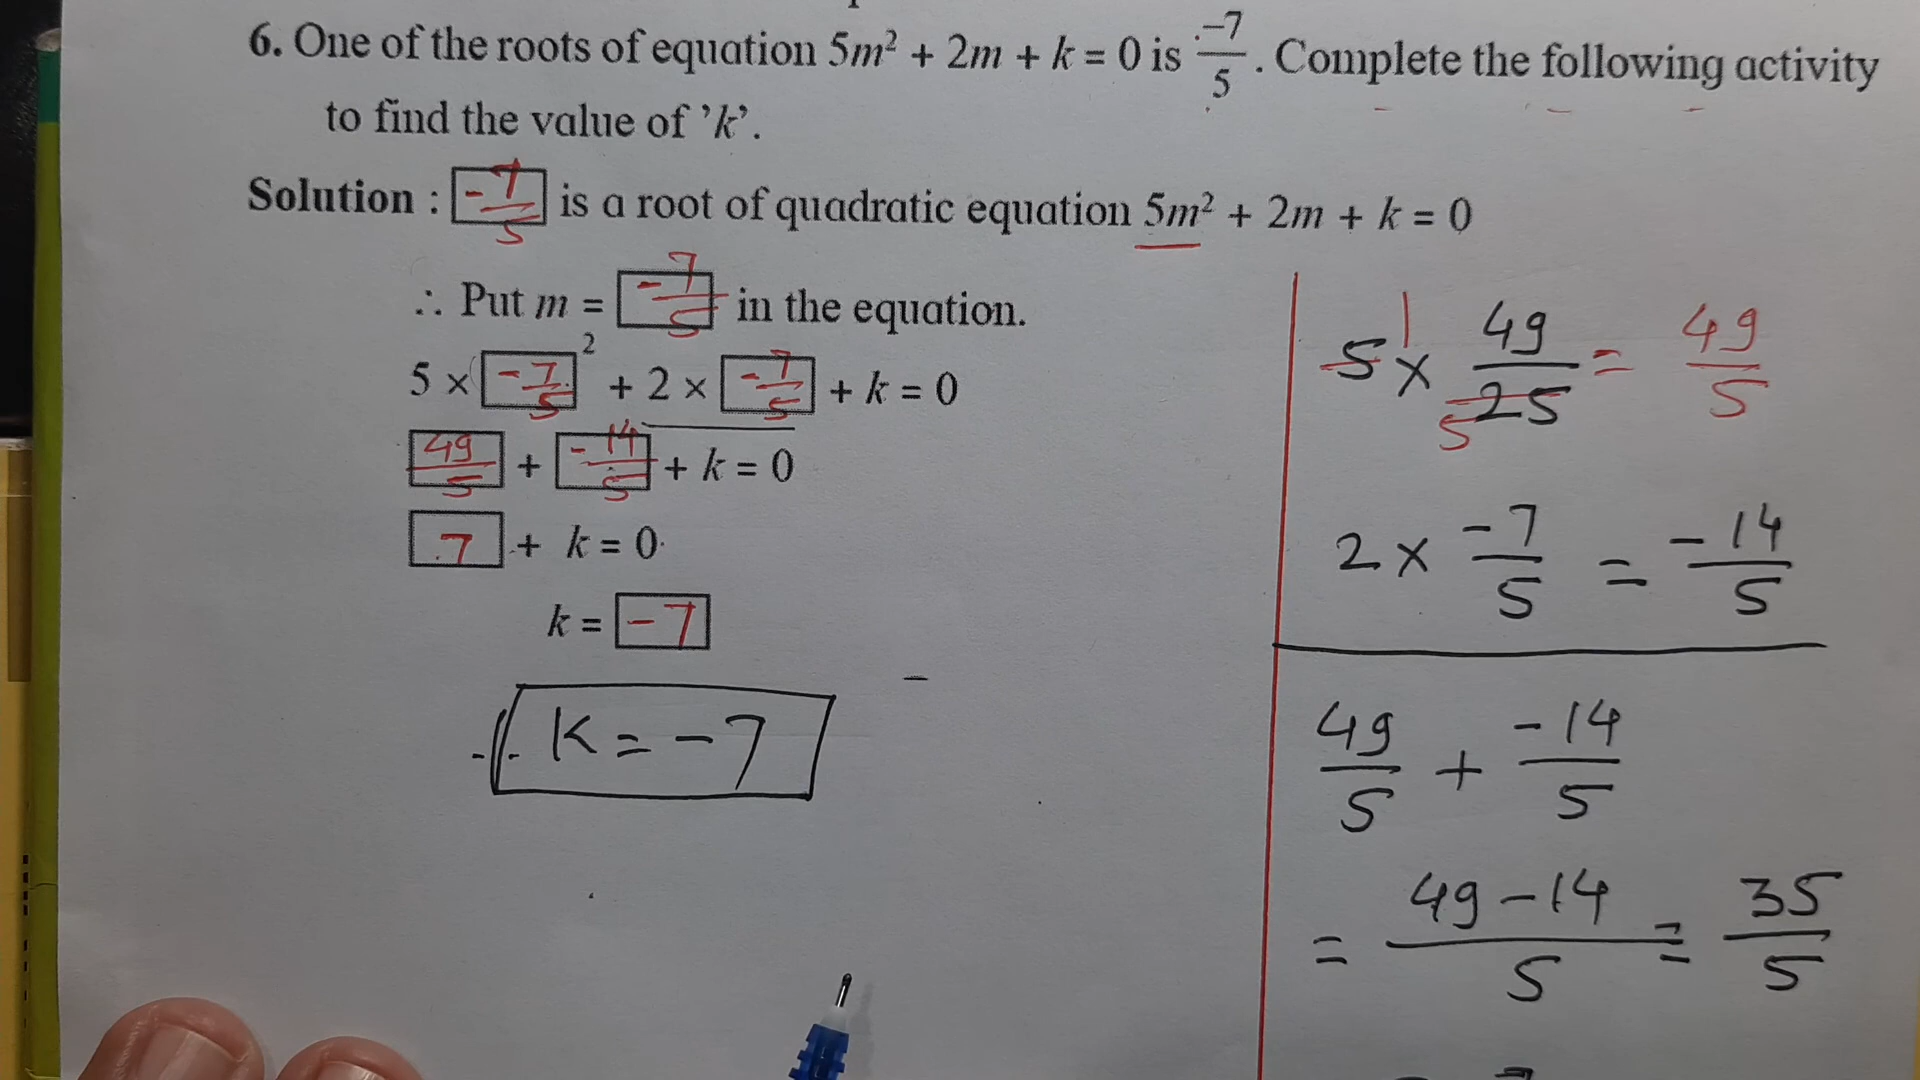 6. One of the roots of equation 5m² + 2m + k = 0 is -7/5. Complete the following activity
to find the value of ’k’.
Solution : -7/5 is a root of quadratic equation 5m² + 2m + k = 0
∴ Put m = -7/5 in the equation.
5 × -7/5 ² + 2 × -7/5 + k = 0
49/5 + -14/5 + k = 0
7 + k = 0
k = -7
∴ K = -7
5 1 × 49/25 5 = 49/5
2 × -7/5 = -14/5
49/5 + -14/5
= 49-14/5 = 35/5